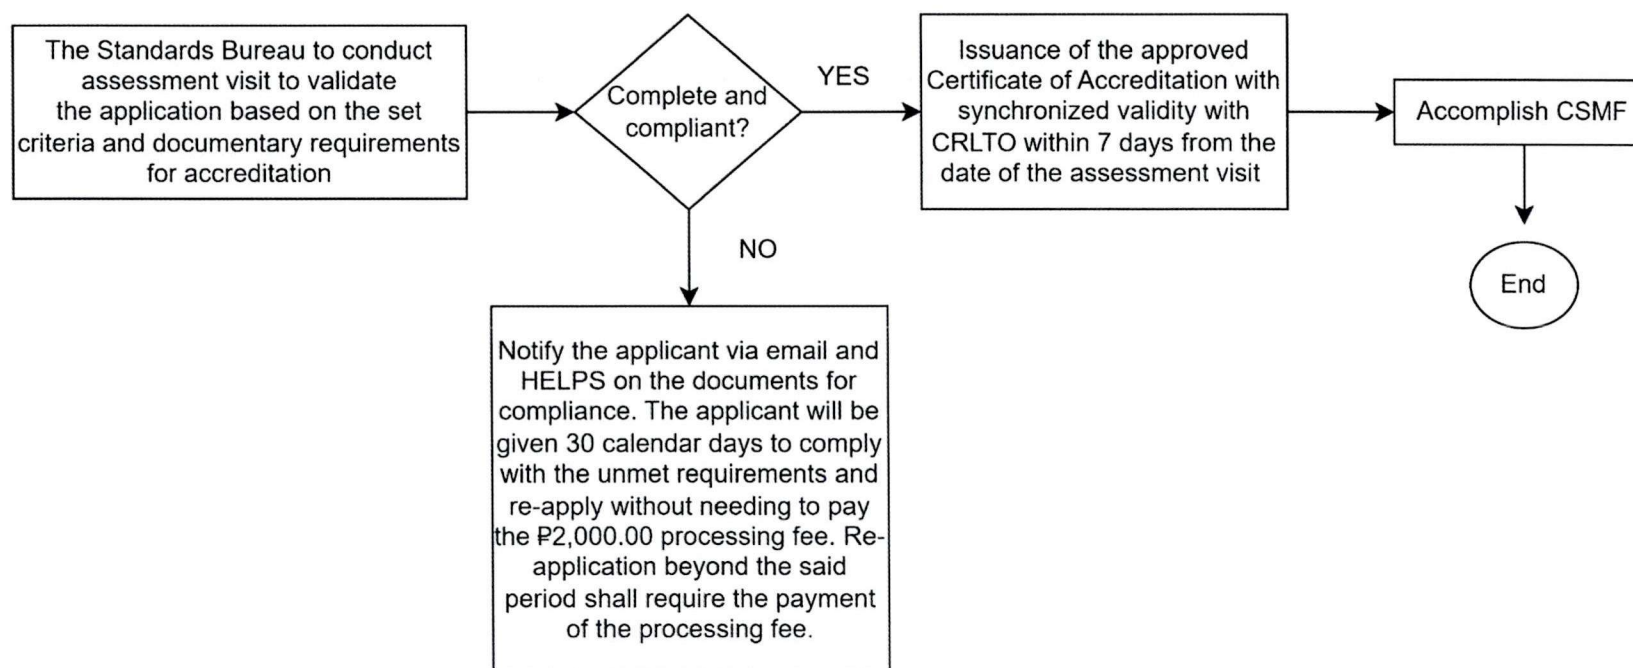 The Standards Bureau to conduct
assessment visit to validate
the application based on the set
criteria and documentary requirements
for accreditation
Complete and
compliant?
YES
Issuance of the approved
Certificate of Accreditation with
synchronized validity with
CRLTO within 7 days from the
date of the assessment visit
Accomplish CSMF
End
NO
Notify the applicant via email and
HELPS on the documents for
compliance. The applicant will be
given 30 calendar days to comply
with the unmet requirements and
re-apply without needing to pay
the ₽2,000.00 processing fee. Re-
application beyond the said
period shall require the payment
of the processing fee.